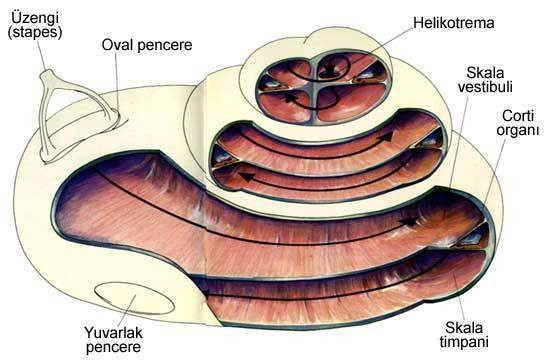 Üzengi
(stapes)
Oval pencere
Helikotrema
Skala
vestibuli
Corti
organı
Yuvarlak
pencere
Skala
timpani